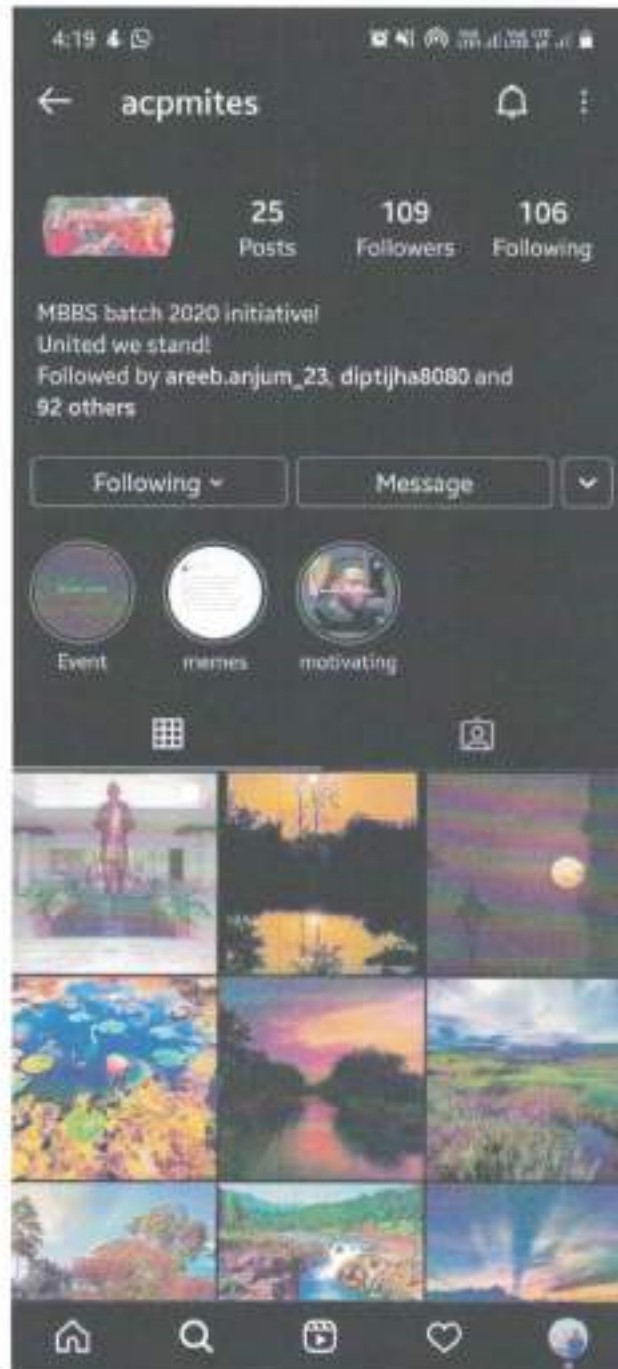 4:19
acpmites
25 109 106
Posts Followers Following
MBBS batch 2020 initiative!
United we stand!
Followed by areeb.anjum_23, diptijha8080 and
92 others
Following Message
Event memes motivating